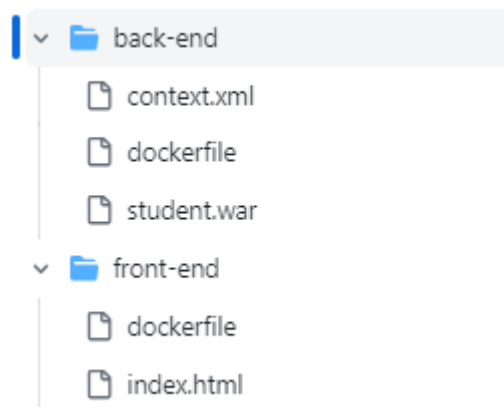 back-end
context.xml
dockerfile
student.war
front-end
dockerfile
index.html